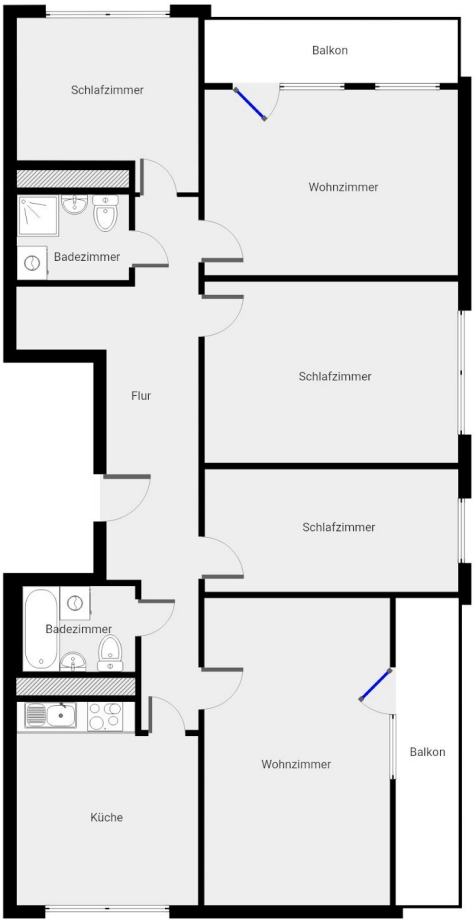 Balkon
Schlafzimmer
Wohnzimmer
Badezimmer
Schlafzimmer
Flur
Schlafzimmer
Badezimmer
Balkon
Wohnzimmer
Küche